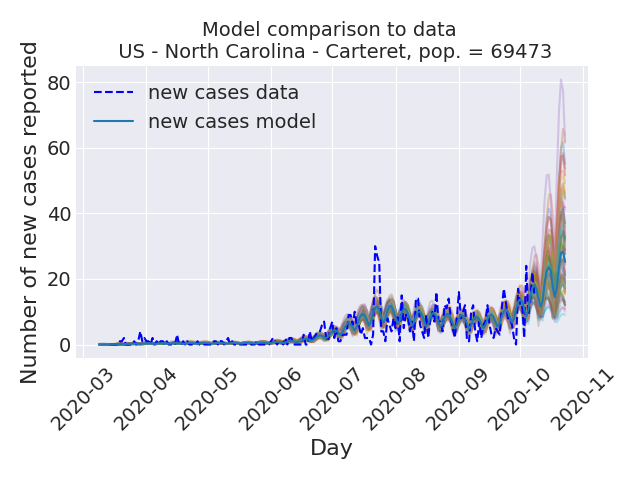 Model comparison to data
US - North Carolina - Carteret, pop. = 69473
Number of new cases reported
80
60
40
20
0
new cases data
new cases model
2020-03
2020-04
2020-05
2020-06
2020-07
2020-08
2020-09
2020-10
2020-11
Day